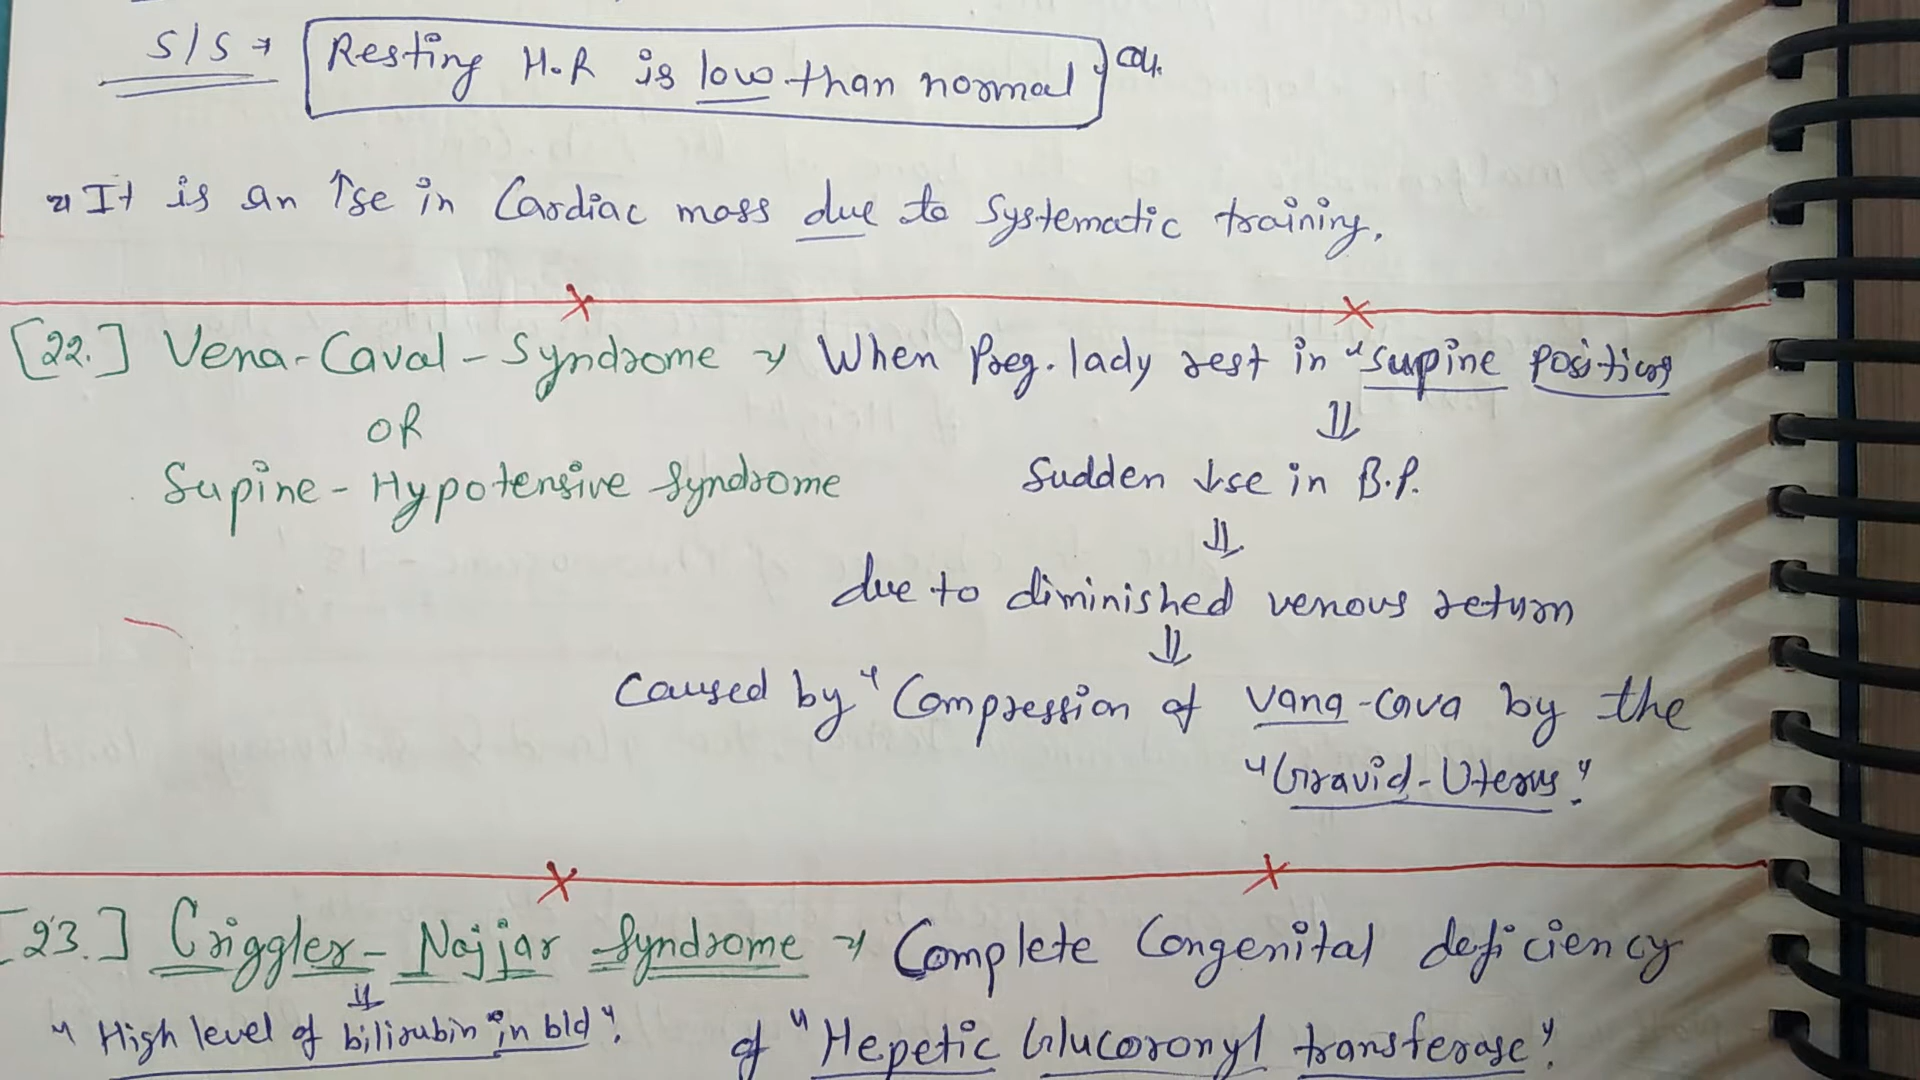 S/S → Resting H.R is low than normal
→ It is an ↑se in Cardiac mass due to Systematic training.
[22.] Vena-Caval-Syndrome → When Preg. lady rest in "supine position
OR
⇓
Supine-Hypotensive Syndrome
Sudden ↓se in B.P.
⇓
due to diminished venous return
⇓
Caused by "Compression of vana-cava by the
"Gravid-Uterus".
[23.] Criggler-Najjar Syndrome → Complete Congenital deficiency
⇓
"High level of bilirubin in bld".
of "Hepetic Glucoronyl transferase".